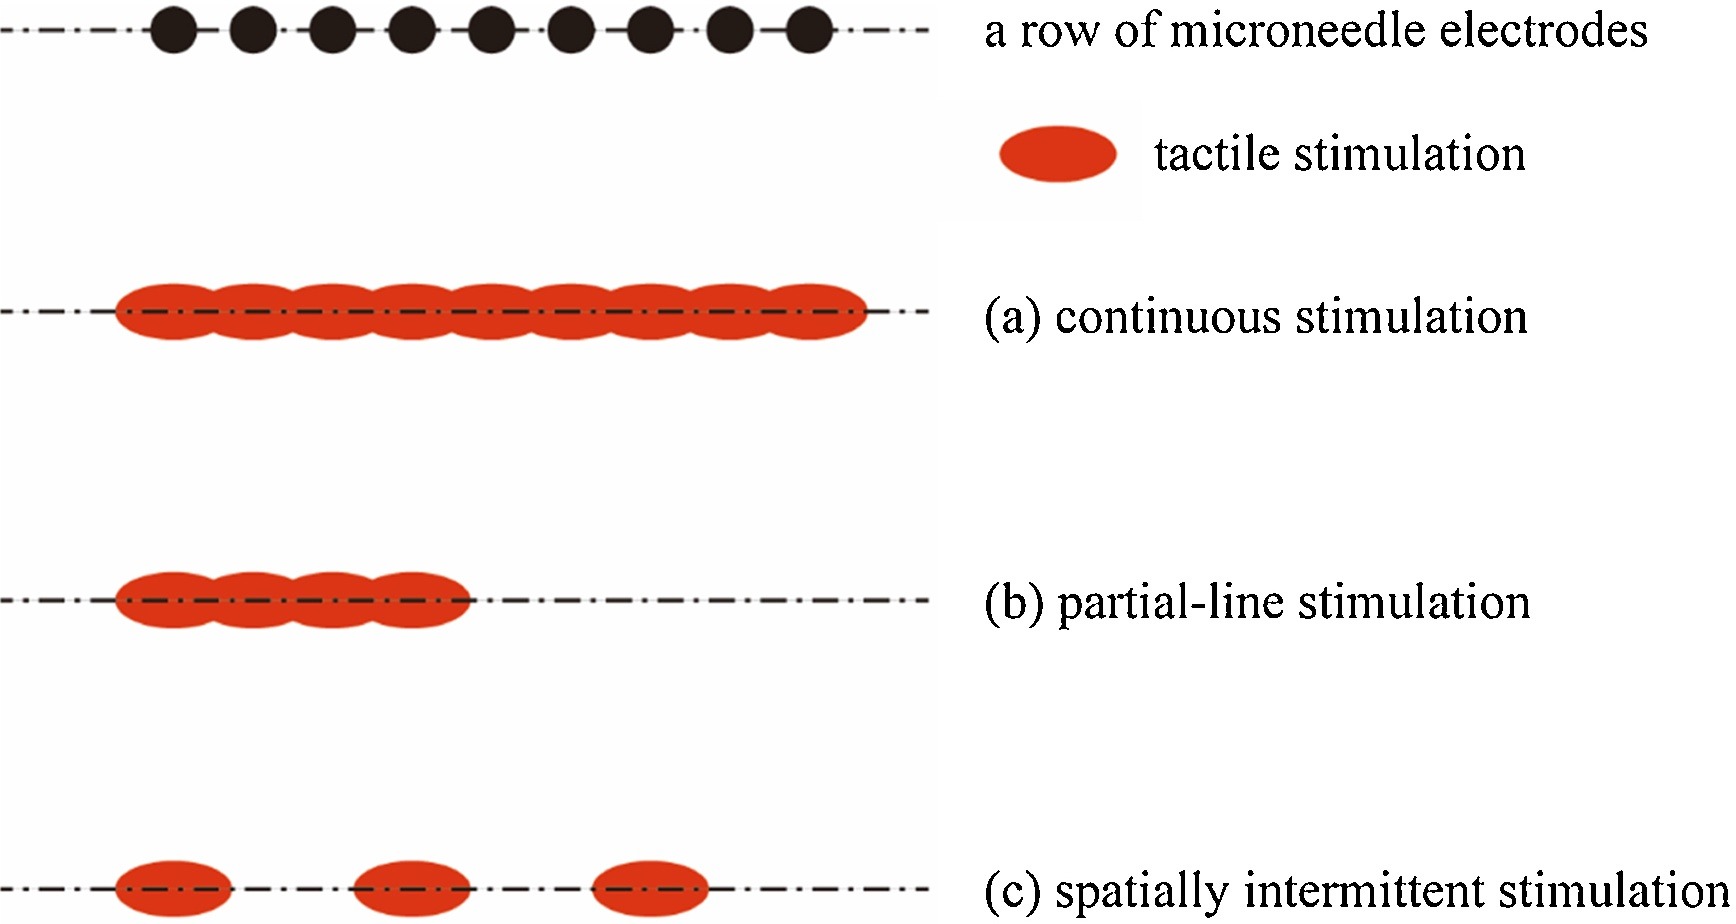 a row of microneedle electrodes
tactile stimulation
(a) continuous stimulation
(b) partial-line stimulation
(c) spatially intermittent stimulation